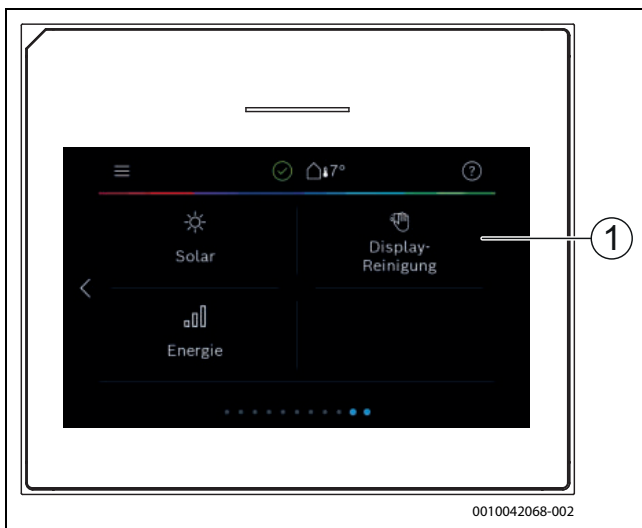 7°
?
Solar
Display-
Reinigung
1
Energie
0010042068-002